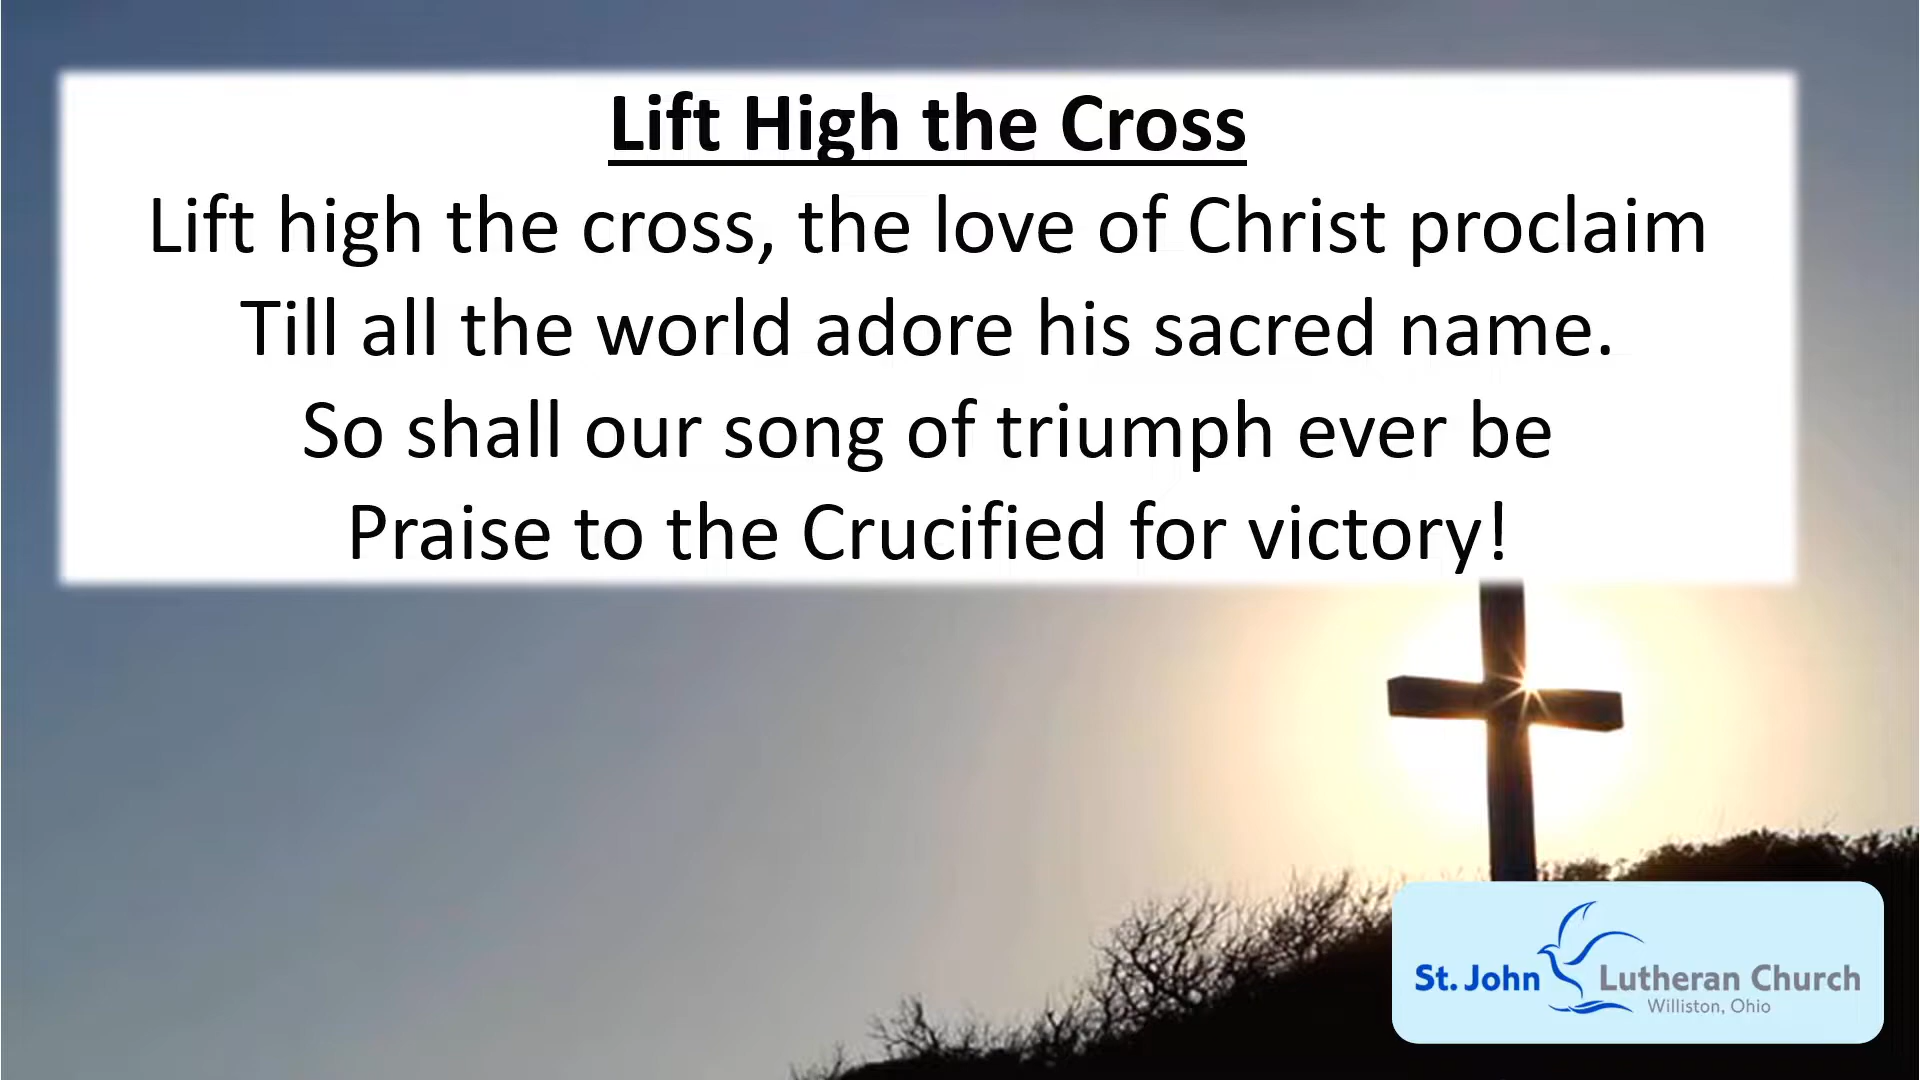 Lift High the Cross
Lift high the cross, the love of Christ proclaim
Till all the world adore his sacred name.
So shall our song of triumph ever be
Praise to the Crucified for victory!
St. John Lutheran Church
Williston, Ohio